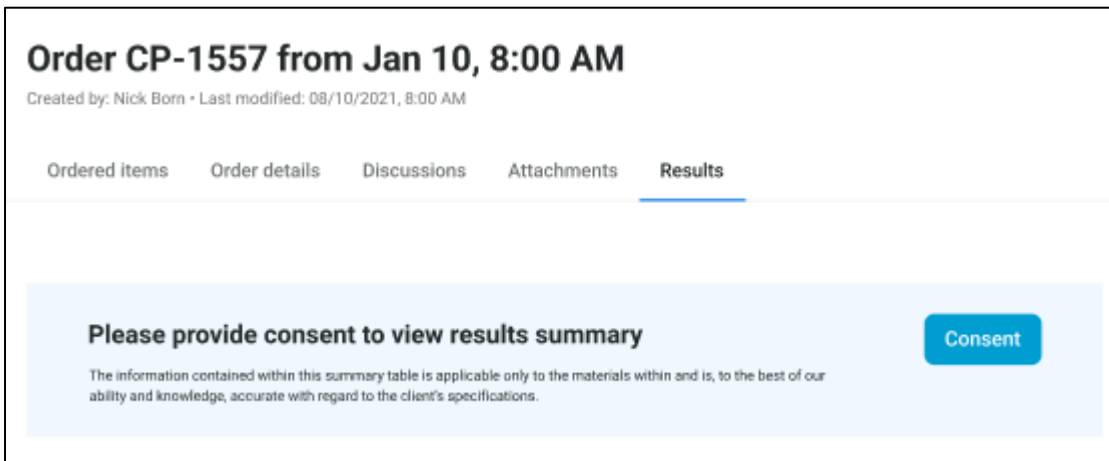 Order CP-1557 from Jan 10, 8:00 AM
Created by: Nick Born • Last modified: 08/10/2021, 8:00 AM
Ordered items Order details Discussions Attachments Results
Please provide consent to view results summary
Consent
The information contained within this summary table is applicable only to the materials within and is, to the best of our
ability and knowledge, accurate with regard to the client's specifications.